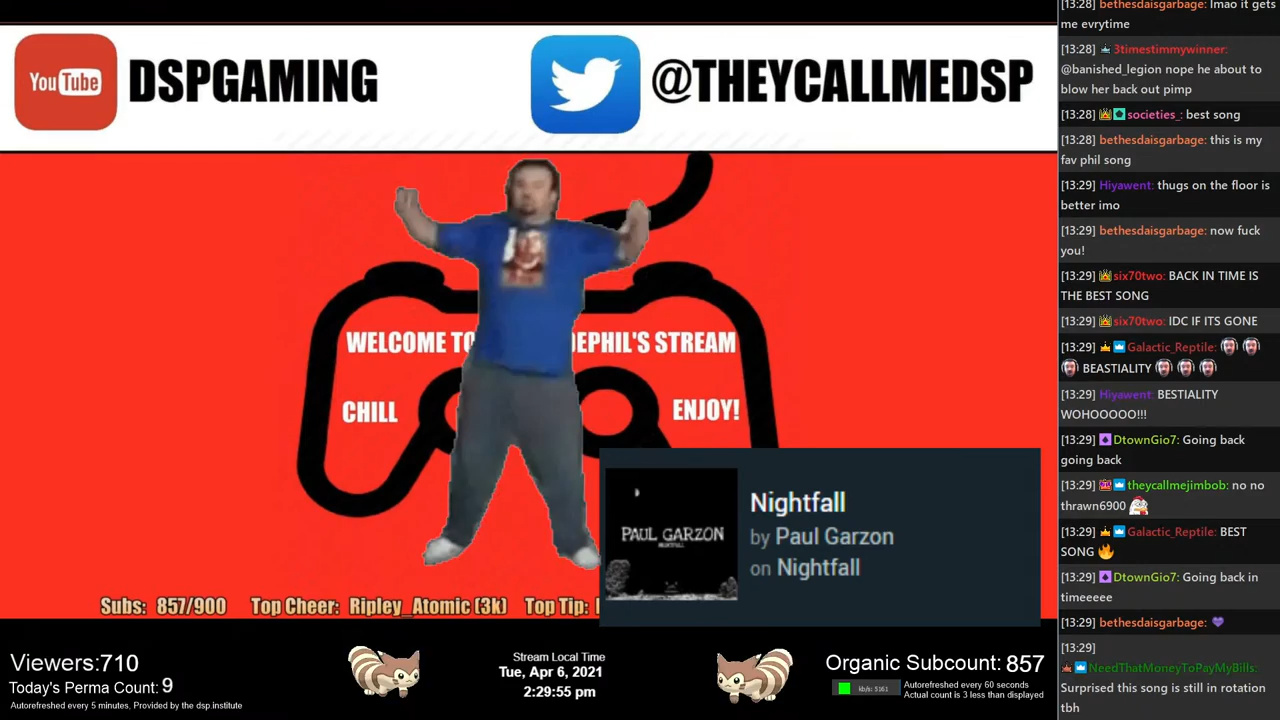 YouTube
DSPGAMING
@THEYCALLMEDSP
WELCOME TO
EPHIL'S STREAM
CHILL
ENJOY!
PAUL GARZON
NIGHTFALL
Nightfall
by Paul Garzon
on Nightfall
Subs: 857/900 Top Cheer: Ripley_Atomic (3k) Top Tip:
Viewers:710
Today's Perma Count: 9
Autorefreshed every 5 minutes, Provided by the dsp.institute
Stream Local Time
Tue, Apr 6, 2021
2:29:55 pm
Organic Subcount: 857
kb/s: 5161
Autorefreshed every 60 seconds
Actual count is 3 less than displayed
[13:28] bethesdaisgarbage: lmao it gets
me evrytime
[13:28] 3timestimmywinner:
@banished_legion nope he about to
blow her back out pimp
[13:28] societies_: best song
[13:28] bethesdaisgarbage: this is my
fav phil song
[13:29] Hiyawent: thugs on the floor is
better imo
[13:29] bethesdaisgarbage: now fuck
you!
[13:29] six70two: BACK IN TIME IS
THE BEST SONG
[13:29] six70two: IDC IF ITS GONE
[13:29] Galactic_Reptile:
BEASTIALITY
[13:29] Hiyawent: BESTIALITY
WOHOOOOO!!!
[13:29] DtownGio7: Going back
going back
[13:29] theycallmejimbob: no no
thrawn6900
[13:29] Galactic_Reptile: BEST
SONG
[13:29] DtownGio7: Going back in
timeeeee
[13:29] bethesdaisgarbage:
[13:29]
NeedThatMoneyToPayMyBills:
Surprised this song is still in rotation
tbh